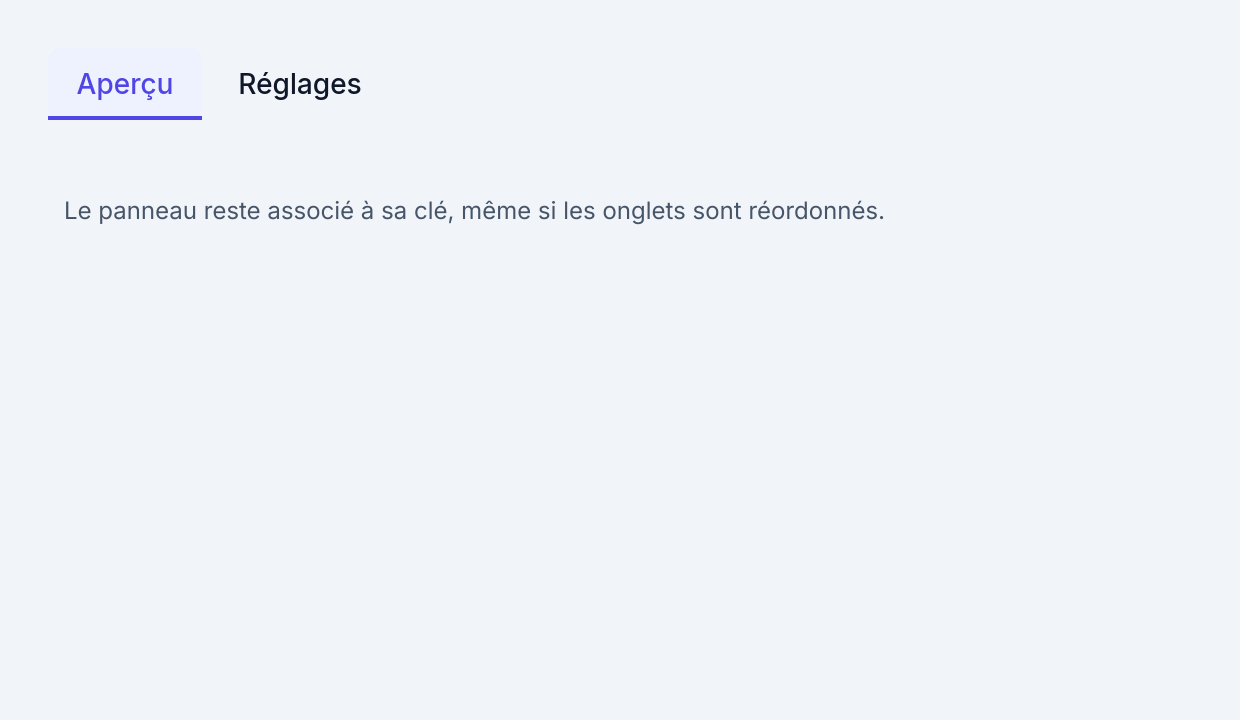 Aperçu
Réglages
Le panneau reste associé à sa clé, même si les onglets sont réordonnés.